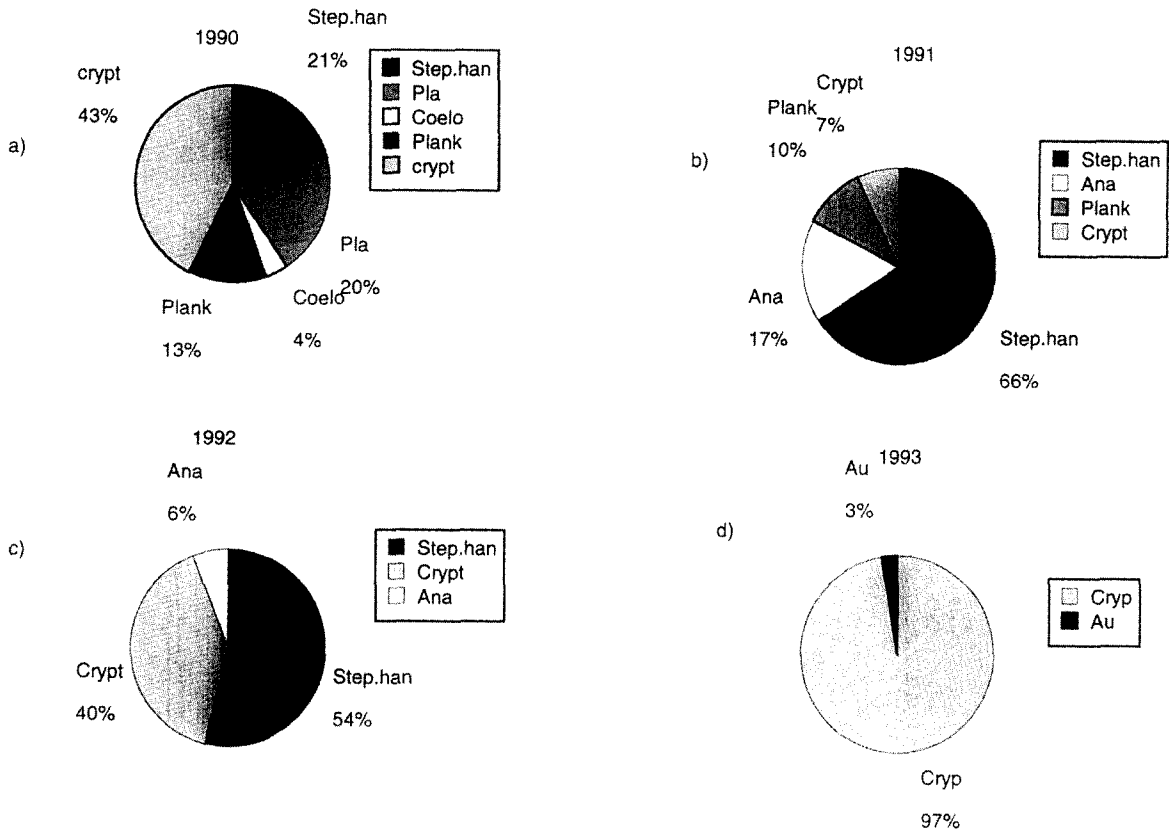 a)
1990
Step.han
21%
crypt
43%
Pla
20%
Coelo
4%
Plank
13%
Step.han
Pla
Coelo
Plank
crypt
b)
1991
Crypt
7%
Plank
10%
Ana
17%
Step.han
66%
Step.han
Ana
Plank
Crypt
c)
1992
Ana
6%
Crypt
40%
Step.han
54%
Step.han
Crypt
Ana
d)
1993
Au
3%
Cryp
97%
Cryp
Au